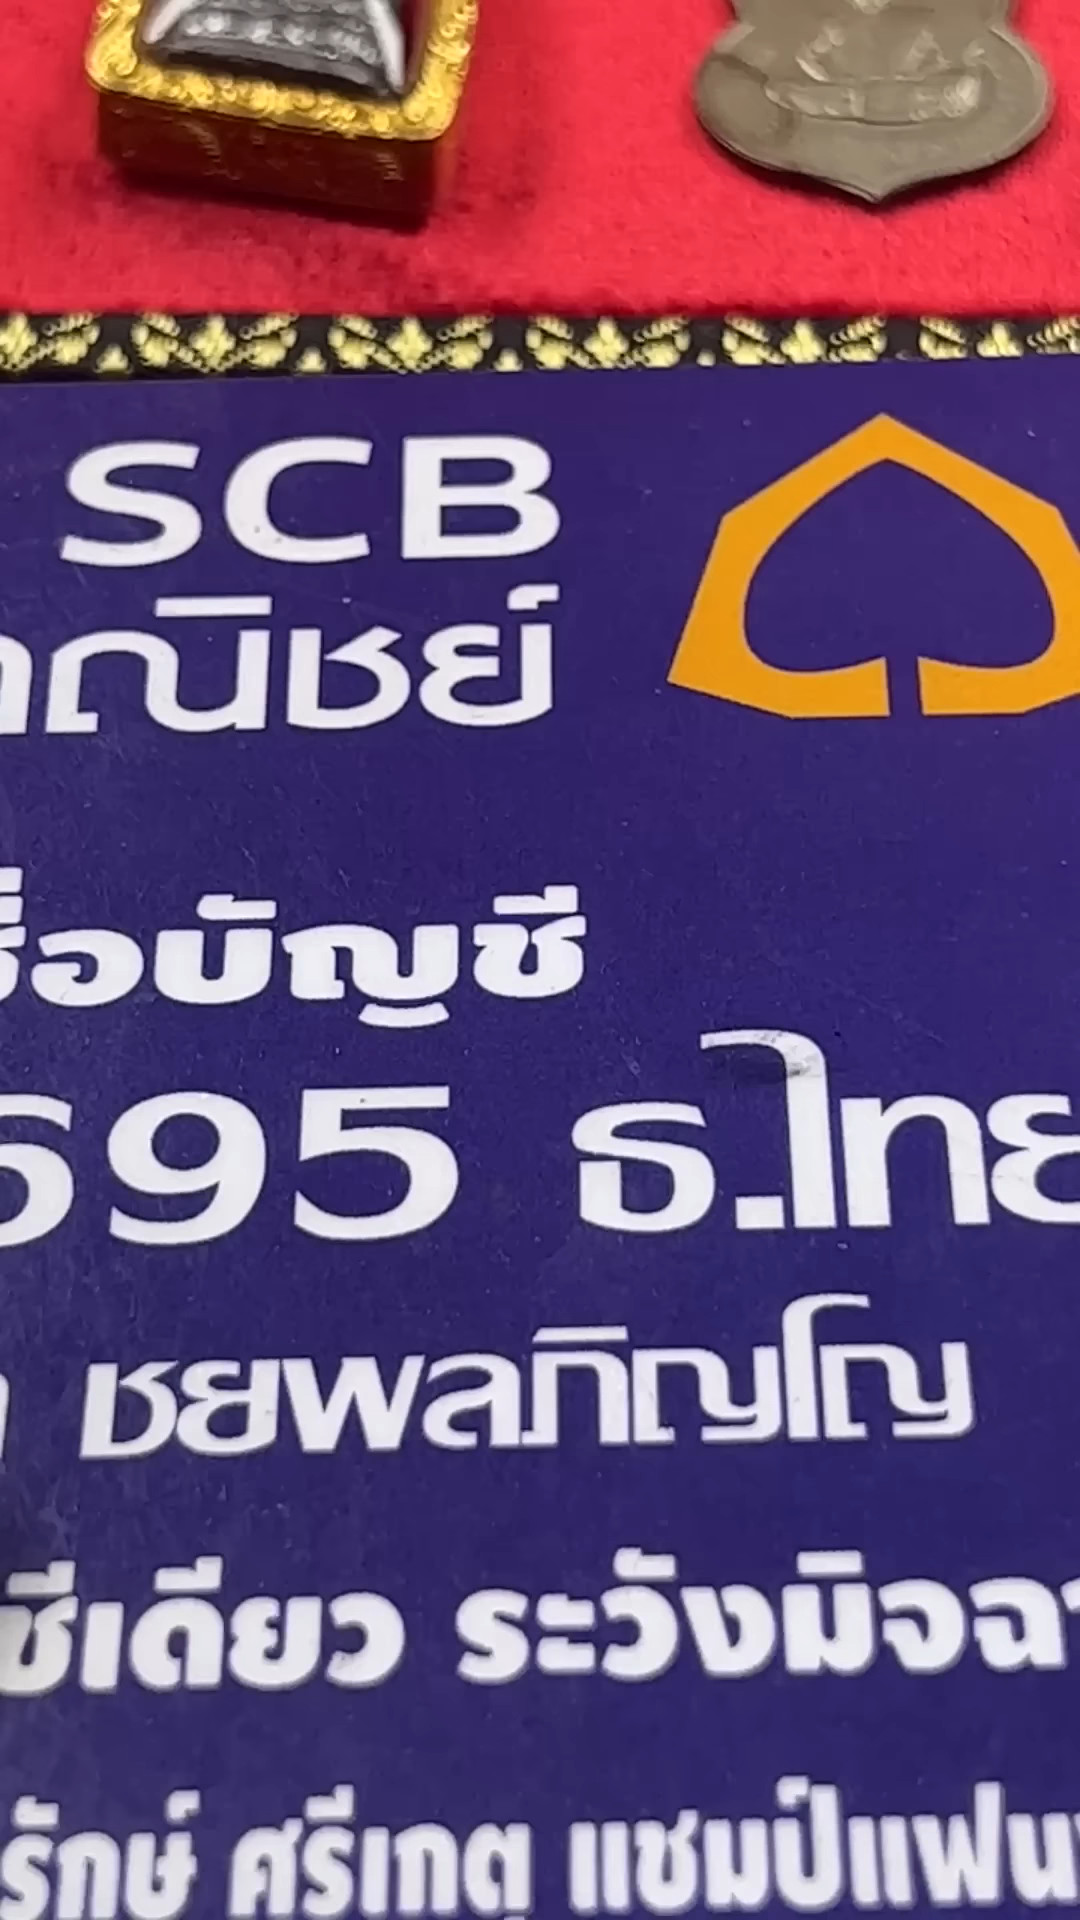 SCB
าณิชย์
ชื่อบัญชี
695 ธ.ไทย
ชยพลภิญโญ
ชีเดียว ระวังมิจฉา
รักษ์ ศรีเกตุ แชมป์แฟน